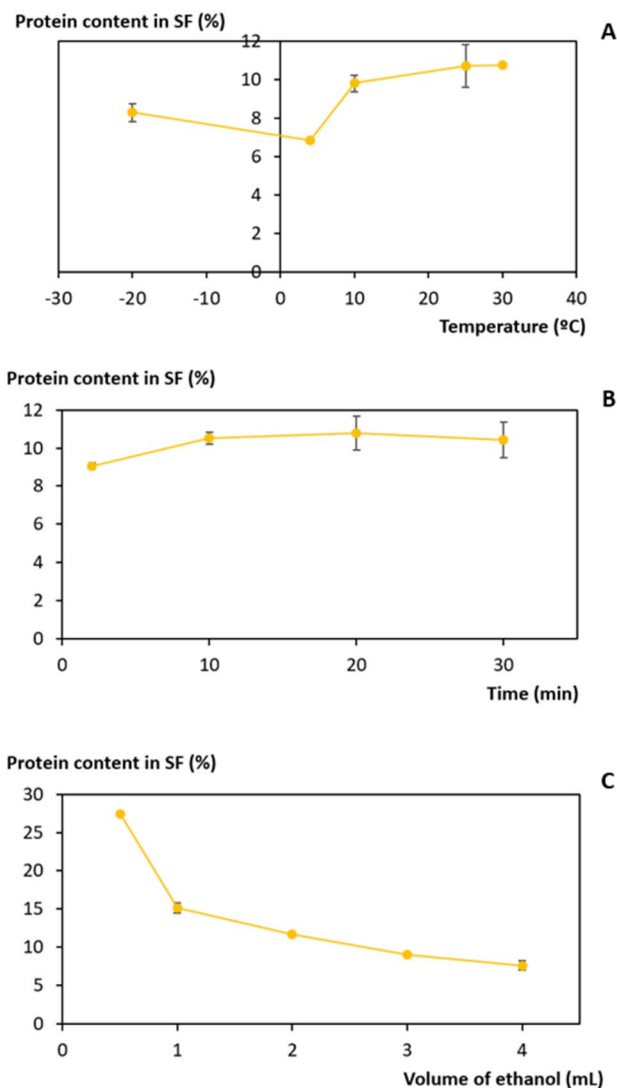 Protein content in SF (%)
A
12
10
8
6
4
2
0
-30 -20 -10 0 10 20 30 40
Temperature (ºC)
Protein content in SF (%)
B
12
10
8
6
4
2
0
0 10 20 30
Time (min)
Protein content in SF (%)
C
30
25
20
15
10
5
0
0 1 2 3 4
Volume of ethanol (mL)